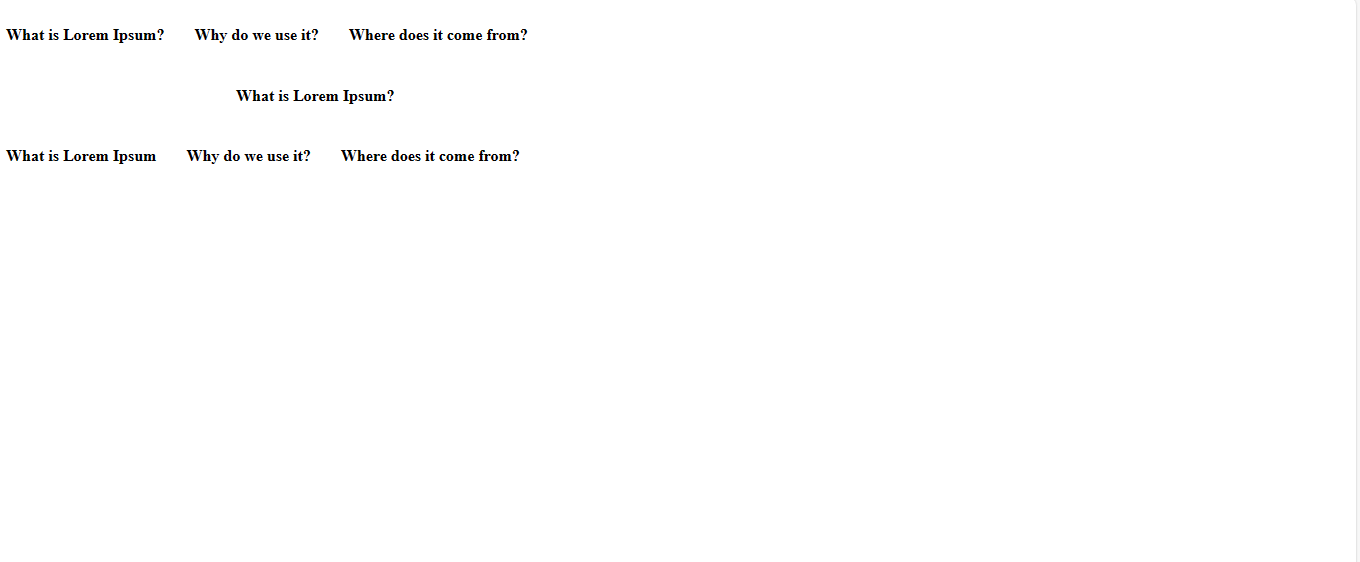 What is Lorem Ipsum? Why do we use it? Where does it come from?
What is Lorem Ipsum?
What is Lorem Ipsum Why do we use it? Where does it come from?